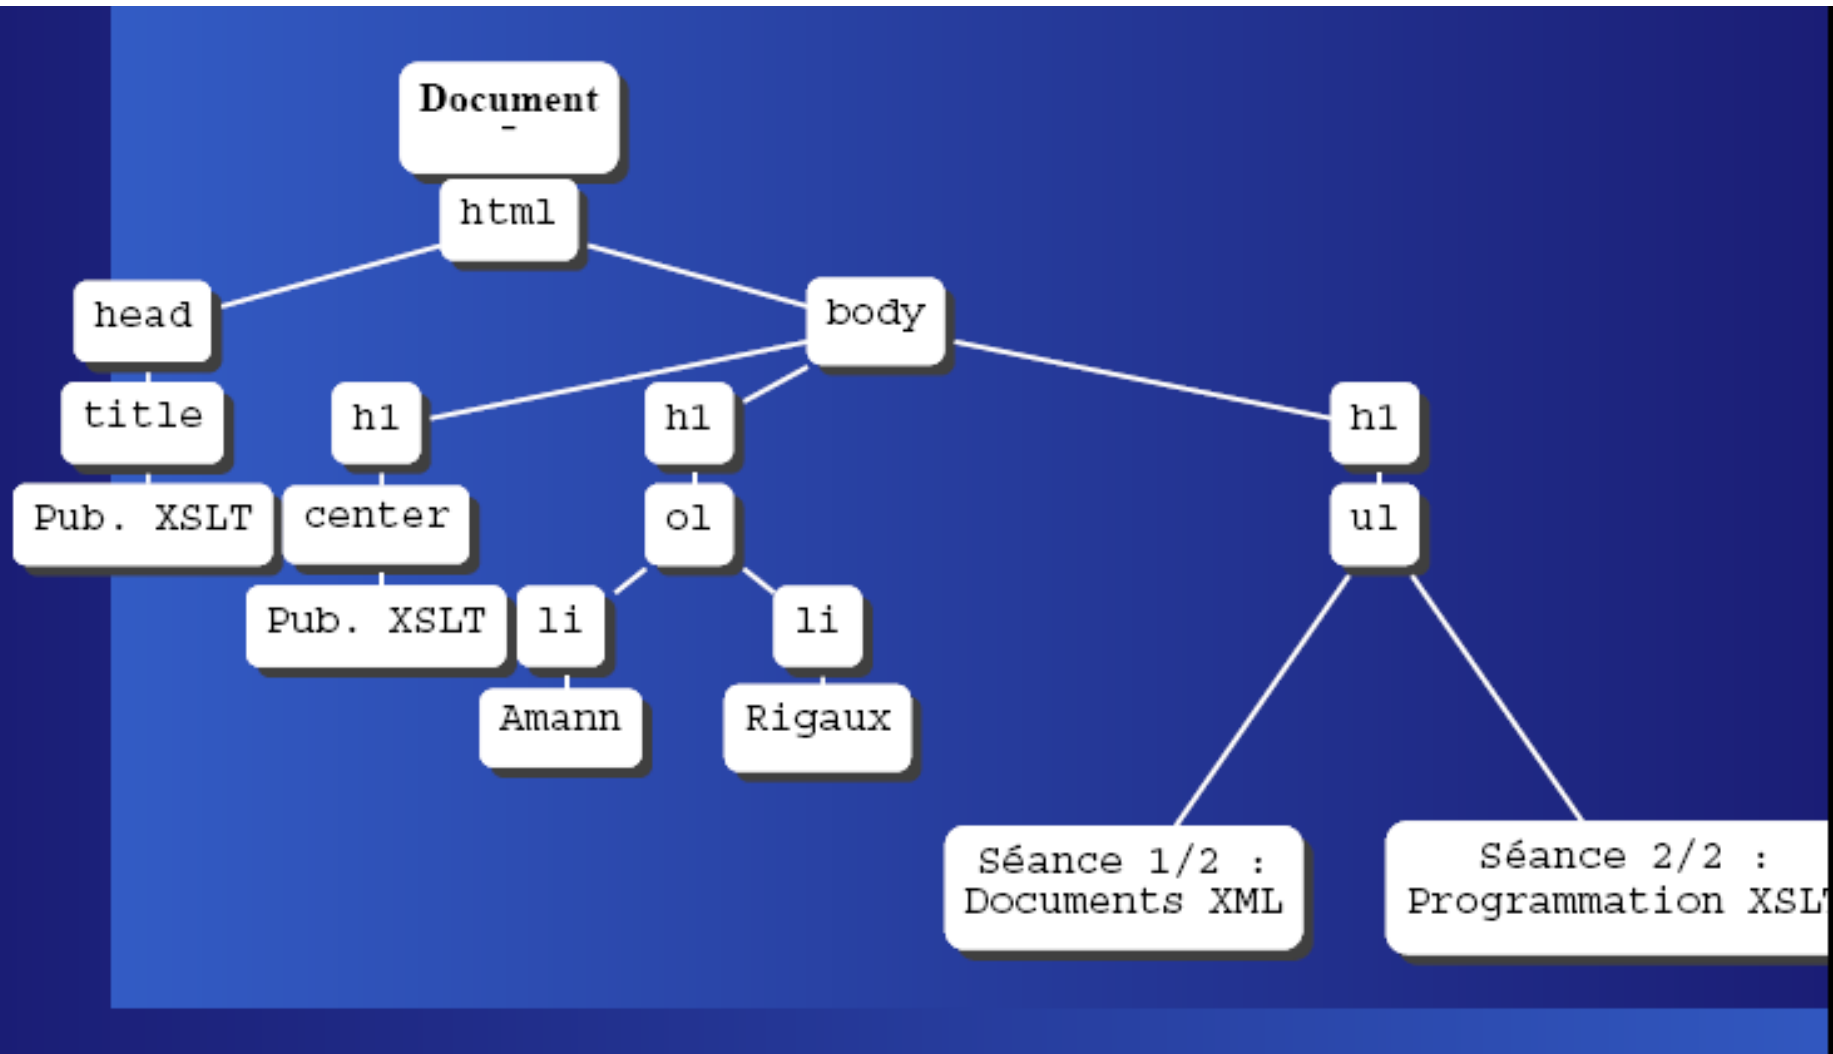 Document
-
html
head
body
title
h1
h1
h1
Pub. XSLT
center
ol
ul
Pub. XSLT
li
li
Amann
Rigaux
Séance 1/2 :
Documents XML
Séance 2/2 :
Programmation XSLT